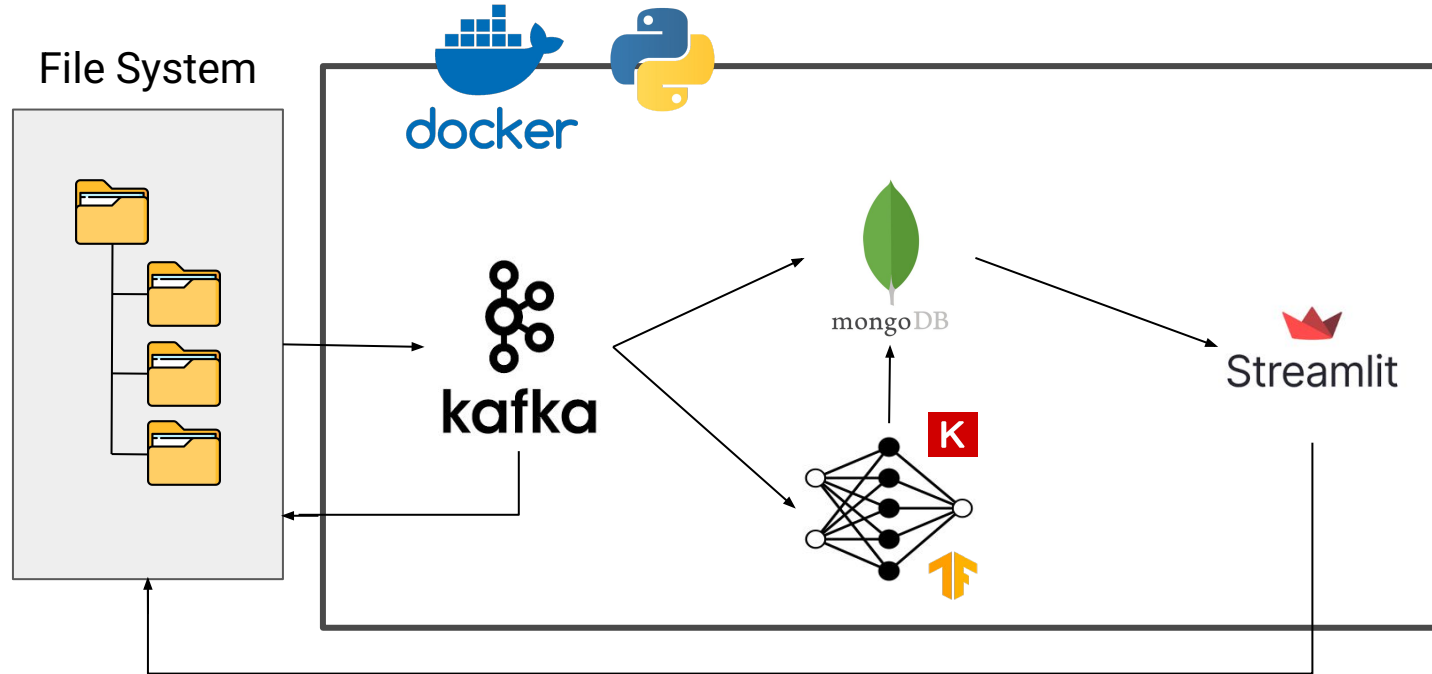 File System
docker
kafka
mongoDB
K
Streamlit